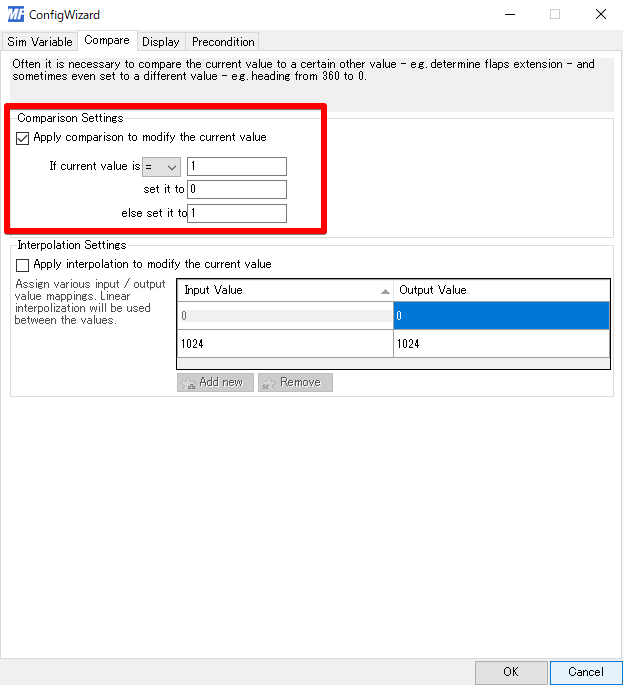 MF ConfigWizard
Sim Variable Compare Display Precondition
Often it is necessary to compare the current value to a certain other value - e.g. determine flaps extension - and
sometimes even set to a different value - e.g. heading from 360 to 0.
Comparison Settings
Apply comparison to modify the current value
If current value is = 1
set it to 0
else set it to 1
Interpolation Settings
Apply interpolation to modify the current value
Assign various input / output
value mappings. Linear
interpolization will be used
between the values.
Input Value Output Value
0 0
1024 1024
Add new Remove
OK Cancel